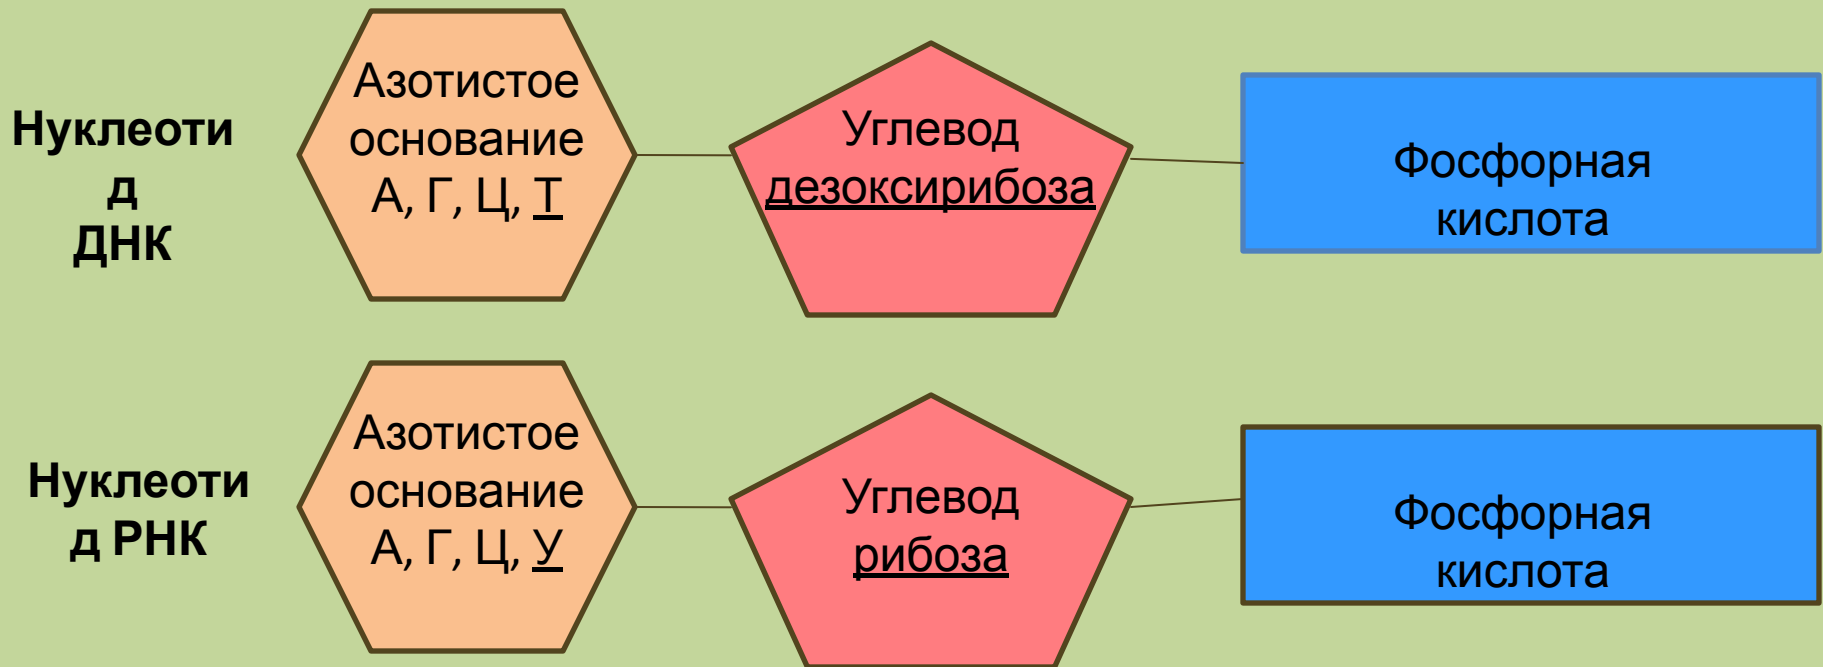 Нуклеоти
д
ДНК
Азотистое
основание
А, Г, Ц, Т
Углевод
дезоксирибоза
Фосфорная
кислота
Нуклеоти
д РНК
Азотистое
основание
А, Г, Ц, У
Углевод
рибоза
Фосфорная
кислота